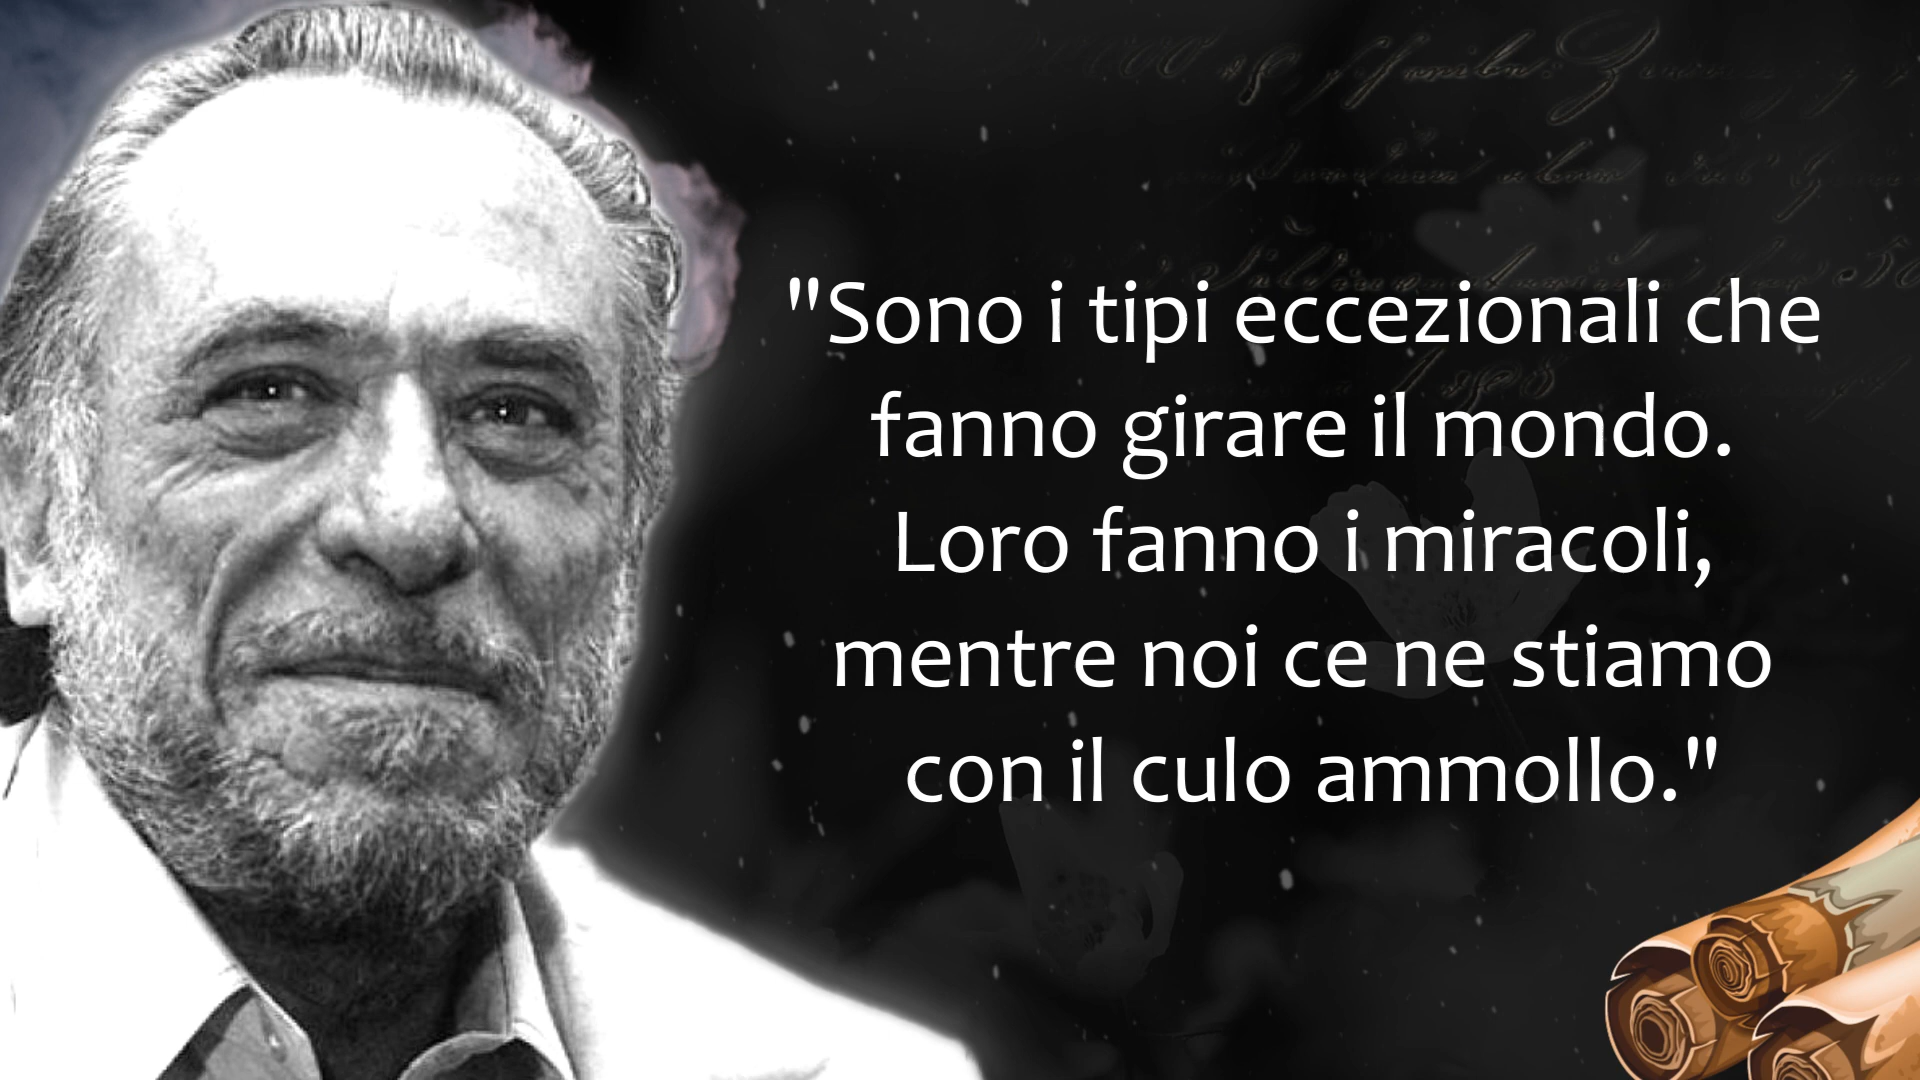 "Sono i tipi eccezionali che
fanno girare il mondo.
Loro fanno i miracoli,
mentre noi ce ne stiamo
con il culo ammollo."